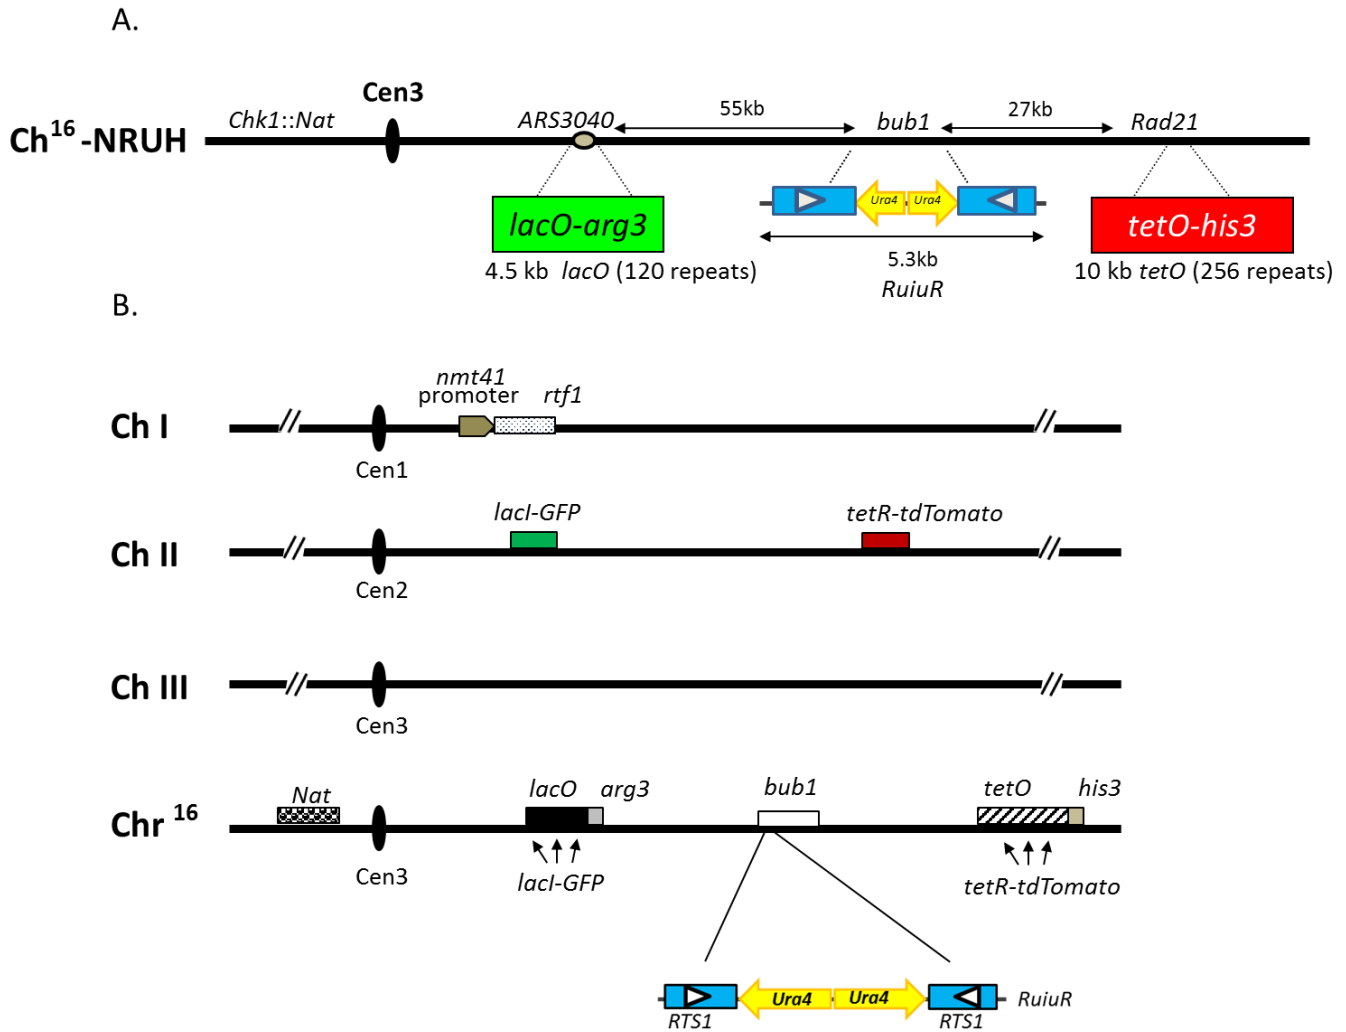 A.
Cen3
Chk1::Nat
ARS3040
55kb
bub1
27kb
Rad21
Ch16 -NRUH
Ura4 Ura4
lacO-arg3
tetO-his3
4.5 kb lacO (120 repeats)
5.3kb
10 kb tetO (256 repeats)
RuiuR
B.
nmt41
promoter
rtf1
Ch I
Cen1
lacI-GFP
tetR-tdTomato
Ch II
Cen2
Ch III
Cen3
Nat
lacO
arg3
bub1
tetO
his3
Chr 16
Cen3
lacI-GFP
tetR-tdTomato
Ura4 Ura4
RuiuR
RTS1
RTS1